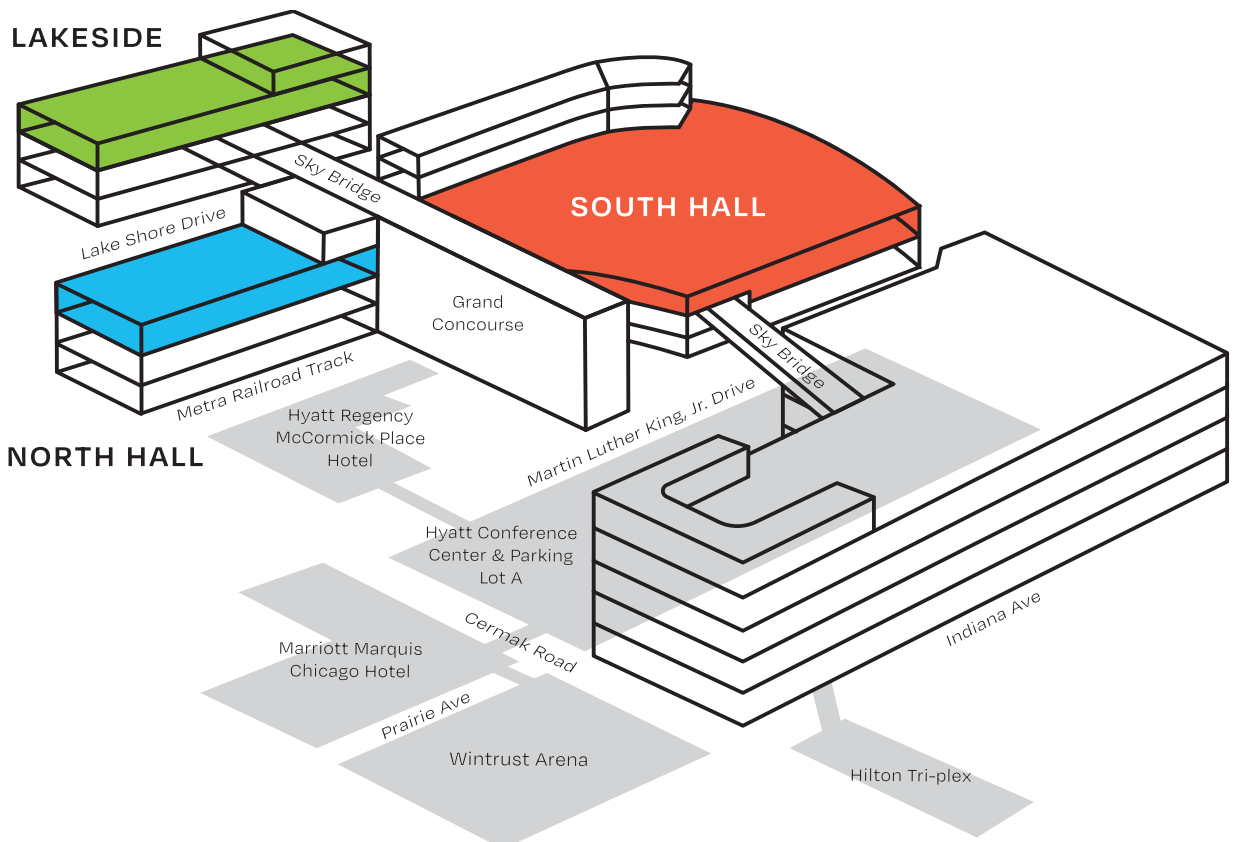 LAKESIDE
Sky Bridge
SOUTH HALL
Lake Shore Drive
Grand
Concourse
Sky Bridge
Metra Railroad Track
Martin Luther King, Jr. Drive
Hyatt Regency
McCormick Place
Hotel
NORTH HALL
Hyatt Conference
Center & Parking
Lot A
Indiana Ave
Cermak Road
Marriott Marquis
Chicago Hotel
Prairie Ave
Wintrust Arena
Hilton Tri-plex